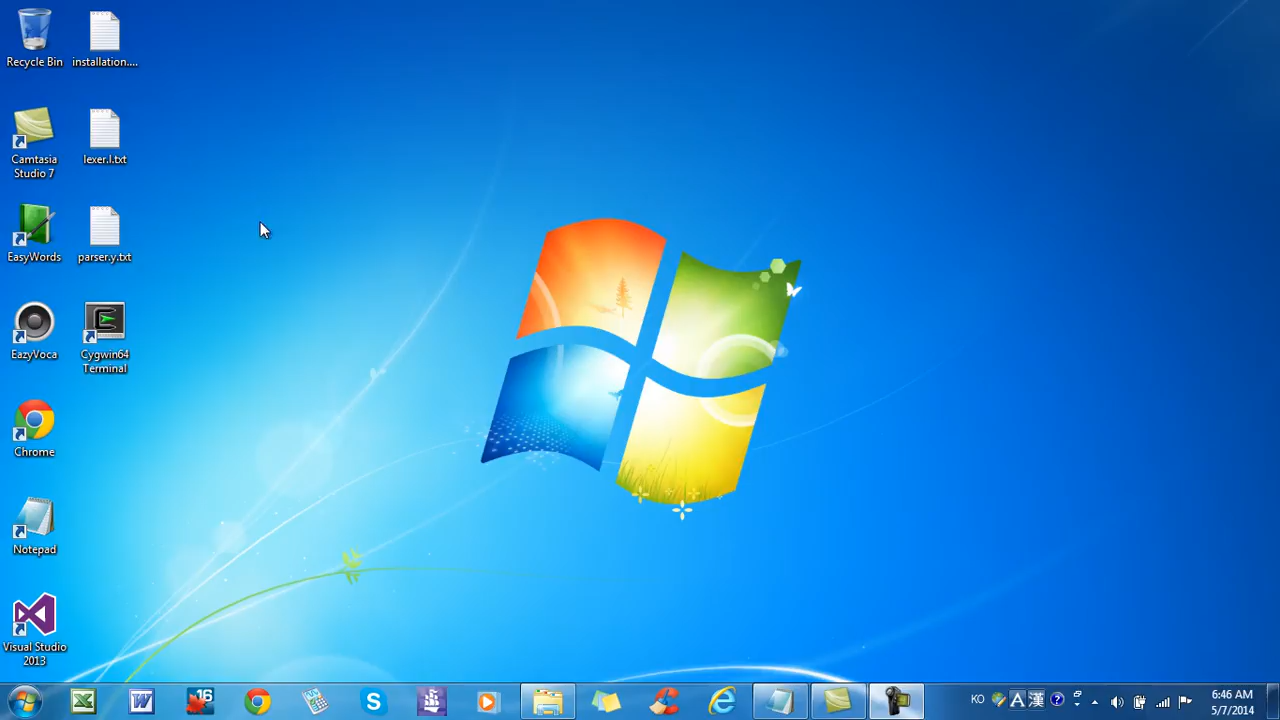 Recycle Bin
installation....
Camtasia
Studio 7
lexer.l.txt
EasyWords
parser.y.txt
EazyVoca
Cygwin64
Terminal
Chrome
Notepad
Visual Studio
2013
16
KO
A
漢
6:46 AM
5/7/2014